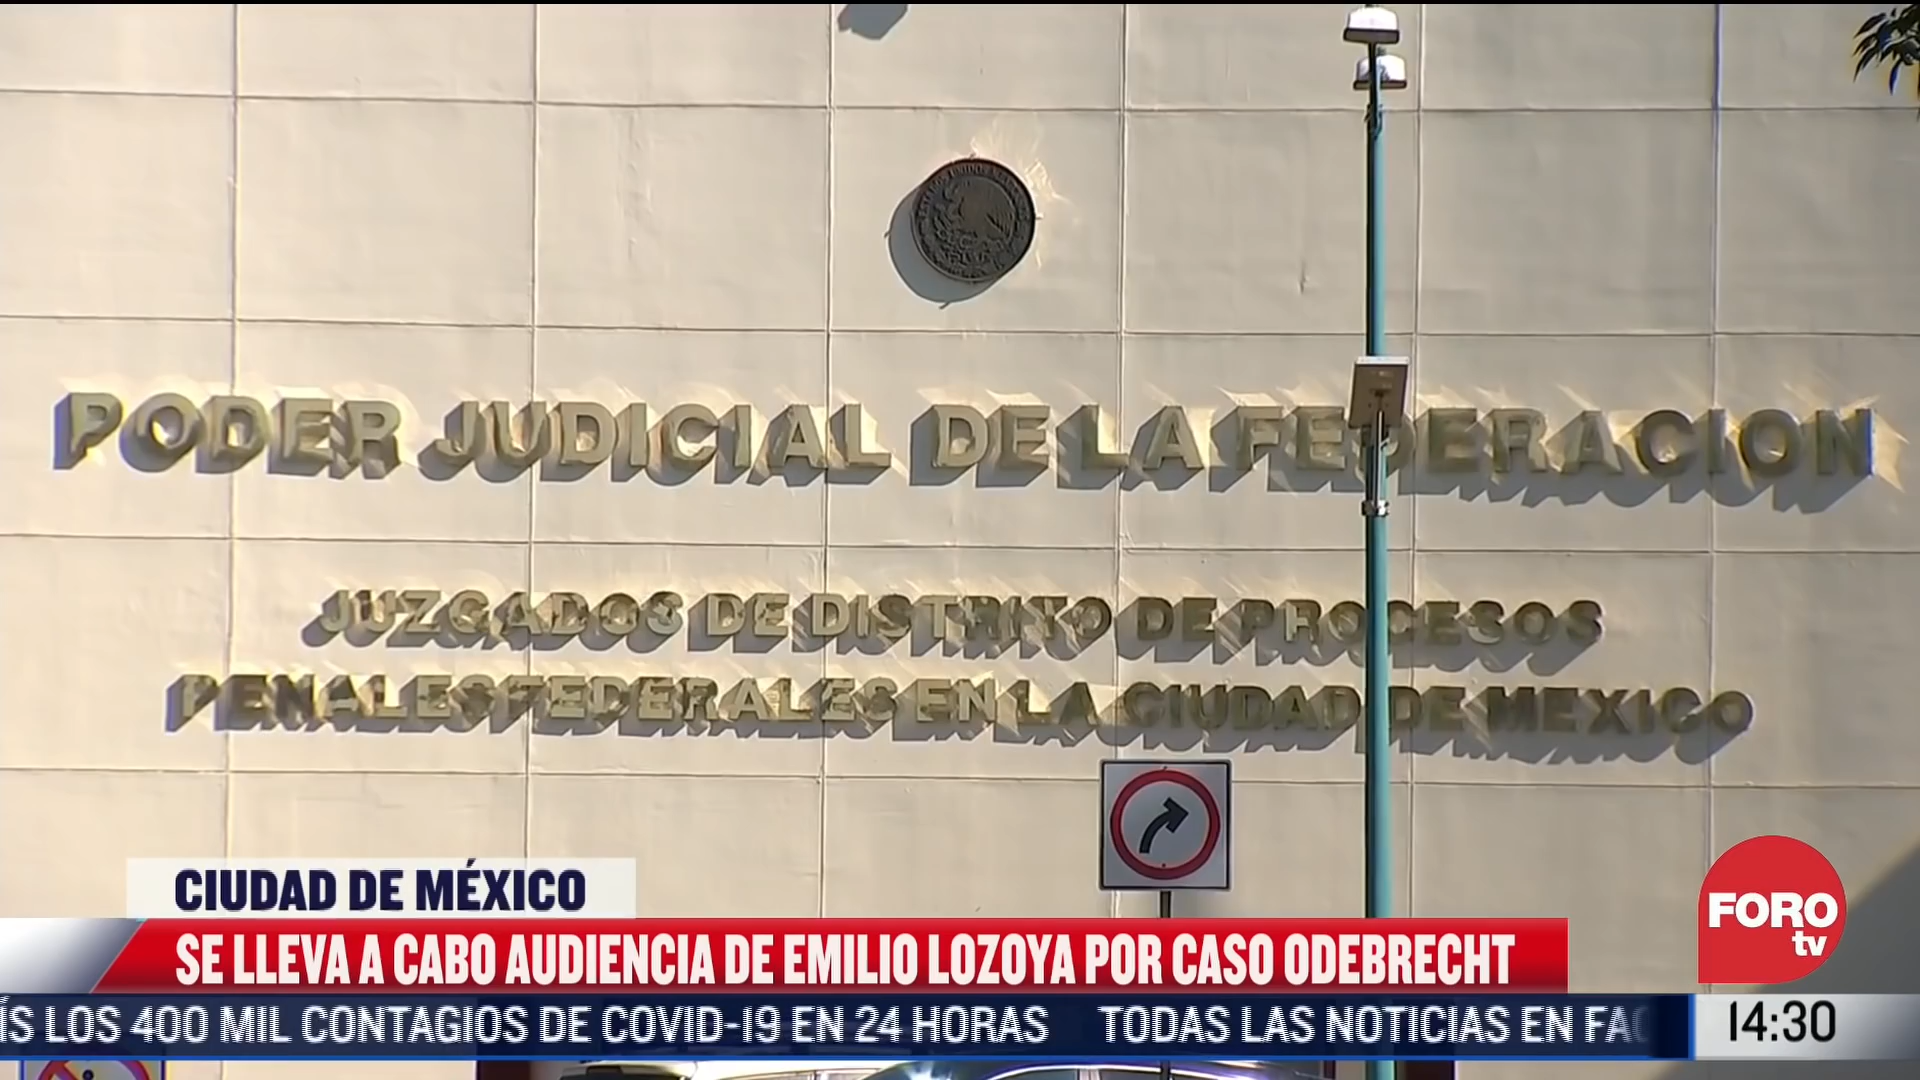 PODER JUDICIAL DE LA FEDERACION
JUZGADOS DE DISTRITO DE PROCESOS
PENALES FEDERALES EN LA CIUDAD DE MEXICO
CIUDAD DE MÉXICO
SE LLEVA A CABO AUDIENCIA DE EMILIO LOZOYA POR CASO ODEBRECHT
FORO
tv
ÍS LOS 400 MIL CONTAGIOS DE COVID-19 EN 24 HORAS TODAS LAS NOTICIAS EN FAC
14:30